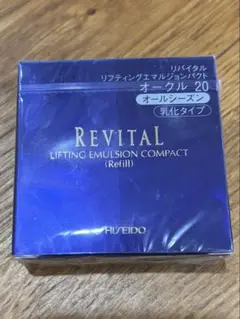 リバイタル
リフティングエマルジョンパクト
オークル 20
オールシーズン
乳化タイプ
REVITAL
LIFTING EMULSION COMPACT
(Refill)
SHISEIDO